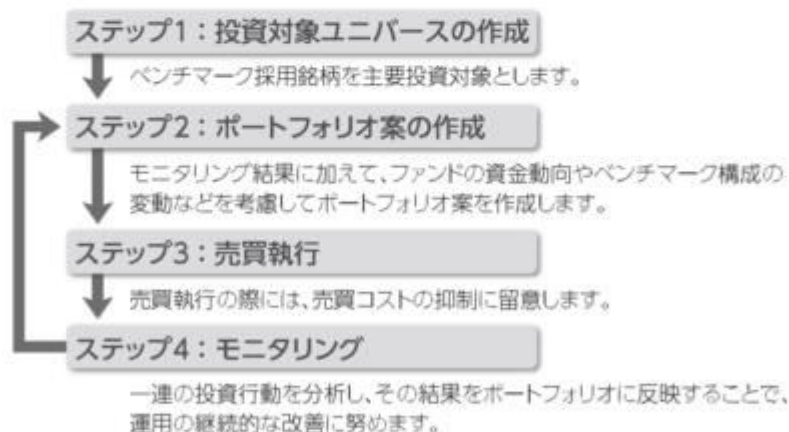 ステップ1：投資対象ユニバースの作成
ベンチマーク採用銘柄を主要投資対象とします。
ステップ2：ポートフォリオ案の作成
モニタリング結果に加えて、ファンドの資金動向やベンチマーク構成の
変動などを考慮してポートフォリオ案を作成します。
ステップ3：売買執行
売買執行の際には、売買コストの抑制に留意します。
ステップ4：モニタリング
一連の投資行動を分析し、その結果をポートフォリオに反映することで、
運用の継続的な改善に努めます。